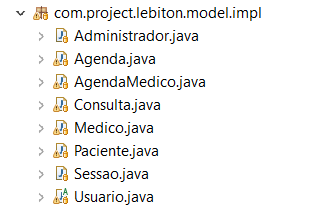 com.project.lebiton.model.impl
Administrador.java
Agenda.java
AgendaMedico.java
Consulta.java
Medico.java
Paciente.java
Sessao.java
Usuario.java